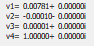 v1= 0.00781+ 0.00000i
v2= -0.00010- 0.00000i
v3= 0.00001+ 0.00000i
v4= 1.00000+ 0.00000i